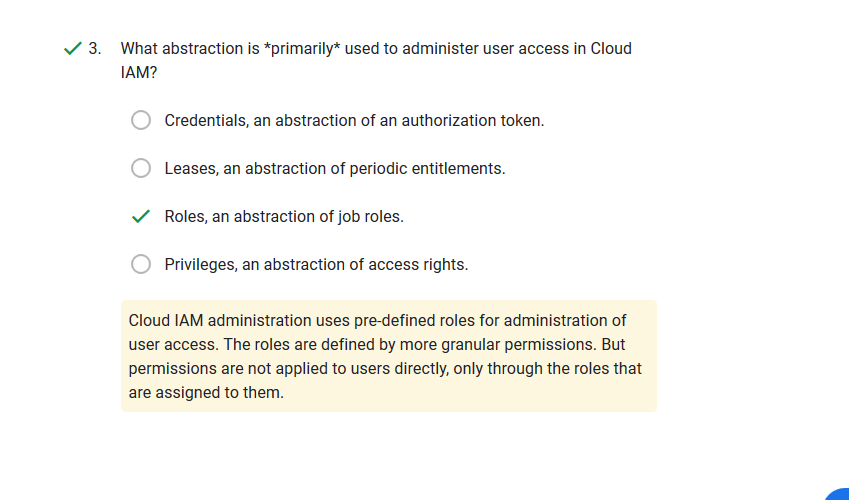 3. What abstraction is *primarily* used to administer user access in Cloud
IAM?
Credentials, an abstraction of an authorization token.
Leases, an abstraction of periodic entitlements.
Roles, an abstraction of job roles.
Privileges, an abstraction of access rights.
Cloud IAM administration uses pre-defined roles for administration of
user access. The roles are defined by more granular permissions. But
permissions are not applied to users directly, only through the roles that
are assigned to them.